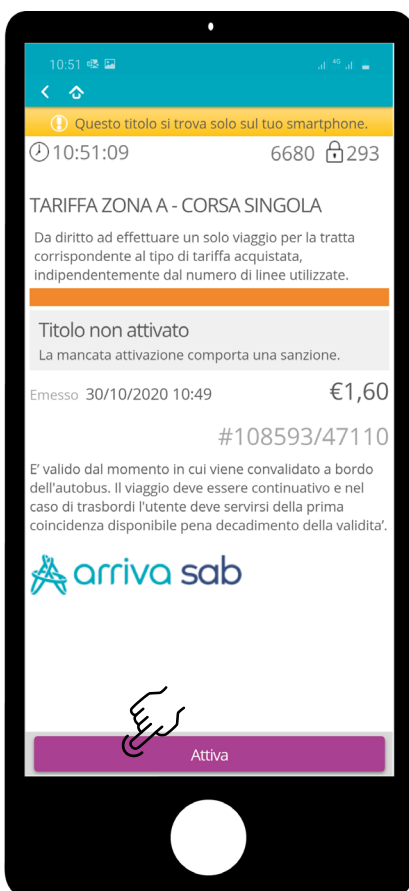 10:51 4G
Questo titolo si trova solo sul tuo smartphone.
10:51:09 6680 293
TARIFFA ZONA A - CORSA SINGOLA
Da diritto ad effettuare un solo viaggio per la tratta
corrispondente al tipo di tariffa acquistata,
indipendentemente dal numero di linee utilizzate.
Titolo non attivato
La mancata attivazione comporta una sanzione.
Emesso 30/10/2020 10:49 €1,60
#108593/47110
E' valido dal momento in cui viene convalidato a bordo
dell'autobus. Il viaggio deve essere continuativo e nel
caso di trasbordi l'utente deve servirsi della prima
coincidenza disponibile pena decadimento della validita'.
arriva sab
Attiva